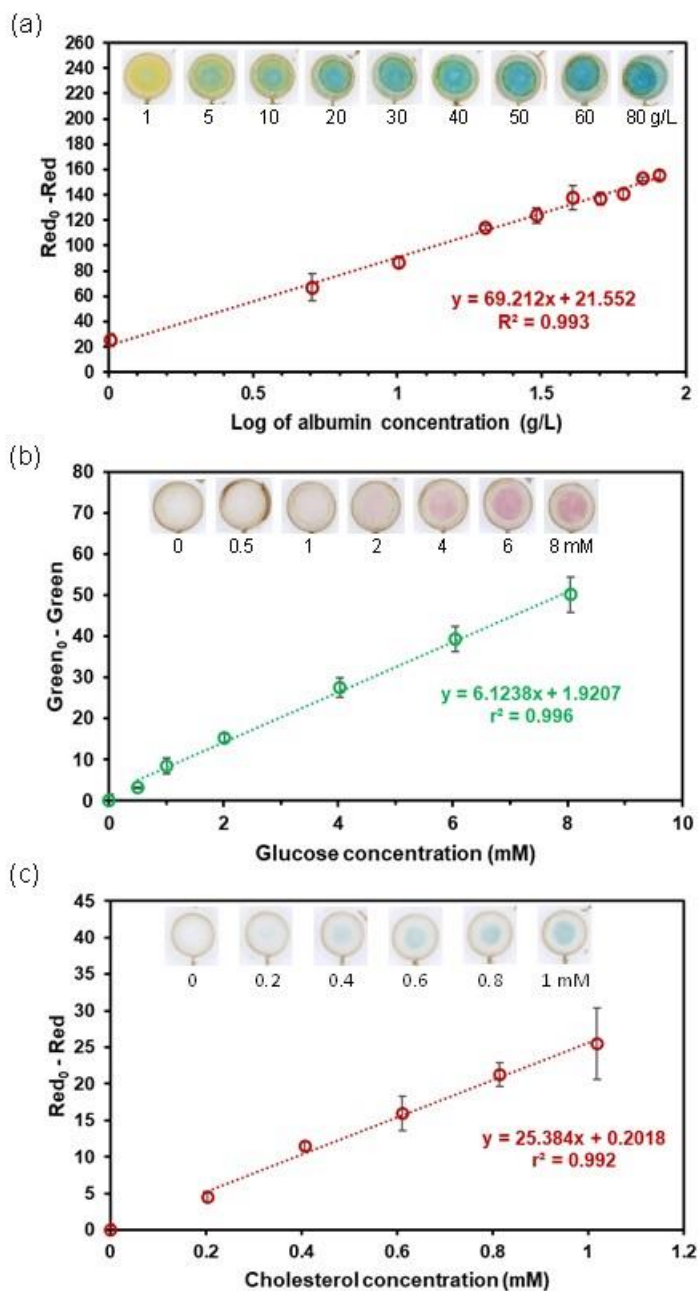 (a)
260
240
220
200
180
160
140
120
100
80
60
40
20
0
Red₀ -Red
1 5 10 20 30 40 50 60 80 g/L
y = 69.212x + 21.552
R² = 0.993
0 0.5 1 1.5 2
Log of albumin concentration (g/L)
(b)
80
70
60
50
40
30
20
10
0
Green₀ - Green
0 0.5 1 2 4 6 8 mM
y = 6.1238x + 1.9207
r² = 0.996
0 2 4 6 8 10
Glucose concentration (mM)
(c)
45
40
35
30
25
20
15
10
5
0
Red₀ - Red
0 0.2 0.4 0.6 0.8 1 mM
y = 25.384x + 0.2018
r² = 0.992
0 0.2 0.4 0.6 0.8 1 1.2
Cholesterol concentration (mM)